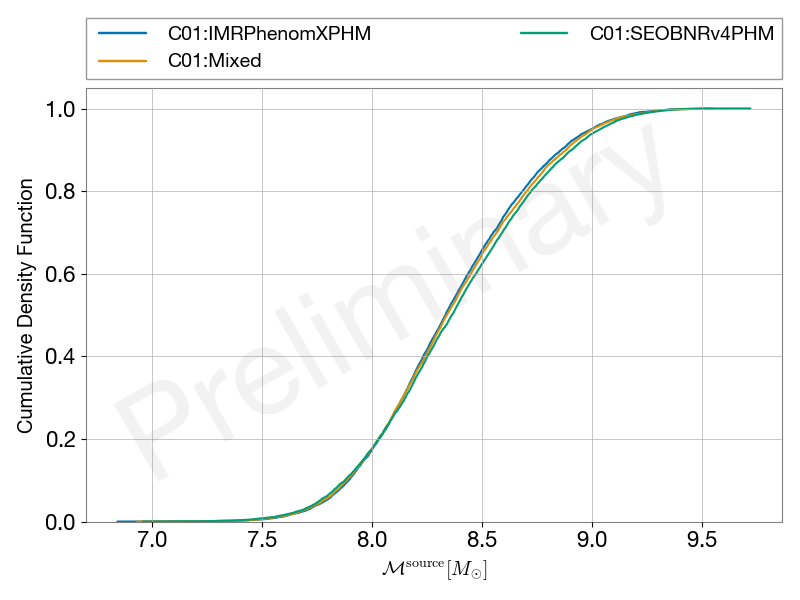 C01:IMRPhenomXPHM
C01:Mixed
C01:SEOBNRv4PHM
1.0
0.8
0.6
0.4
0.2
0.0
Cumulative Density Function
Preliminary
7.0 7.5 8.0 8.5 9.0 9.5
ℳ^source [M_⊙]